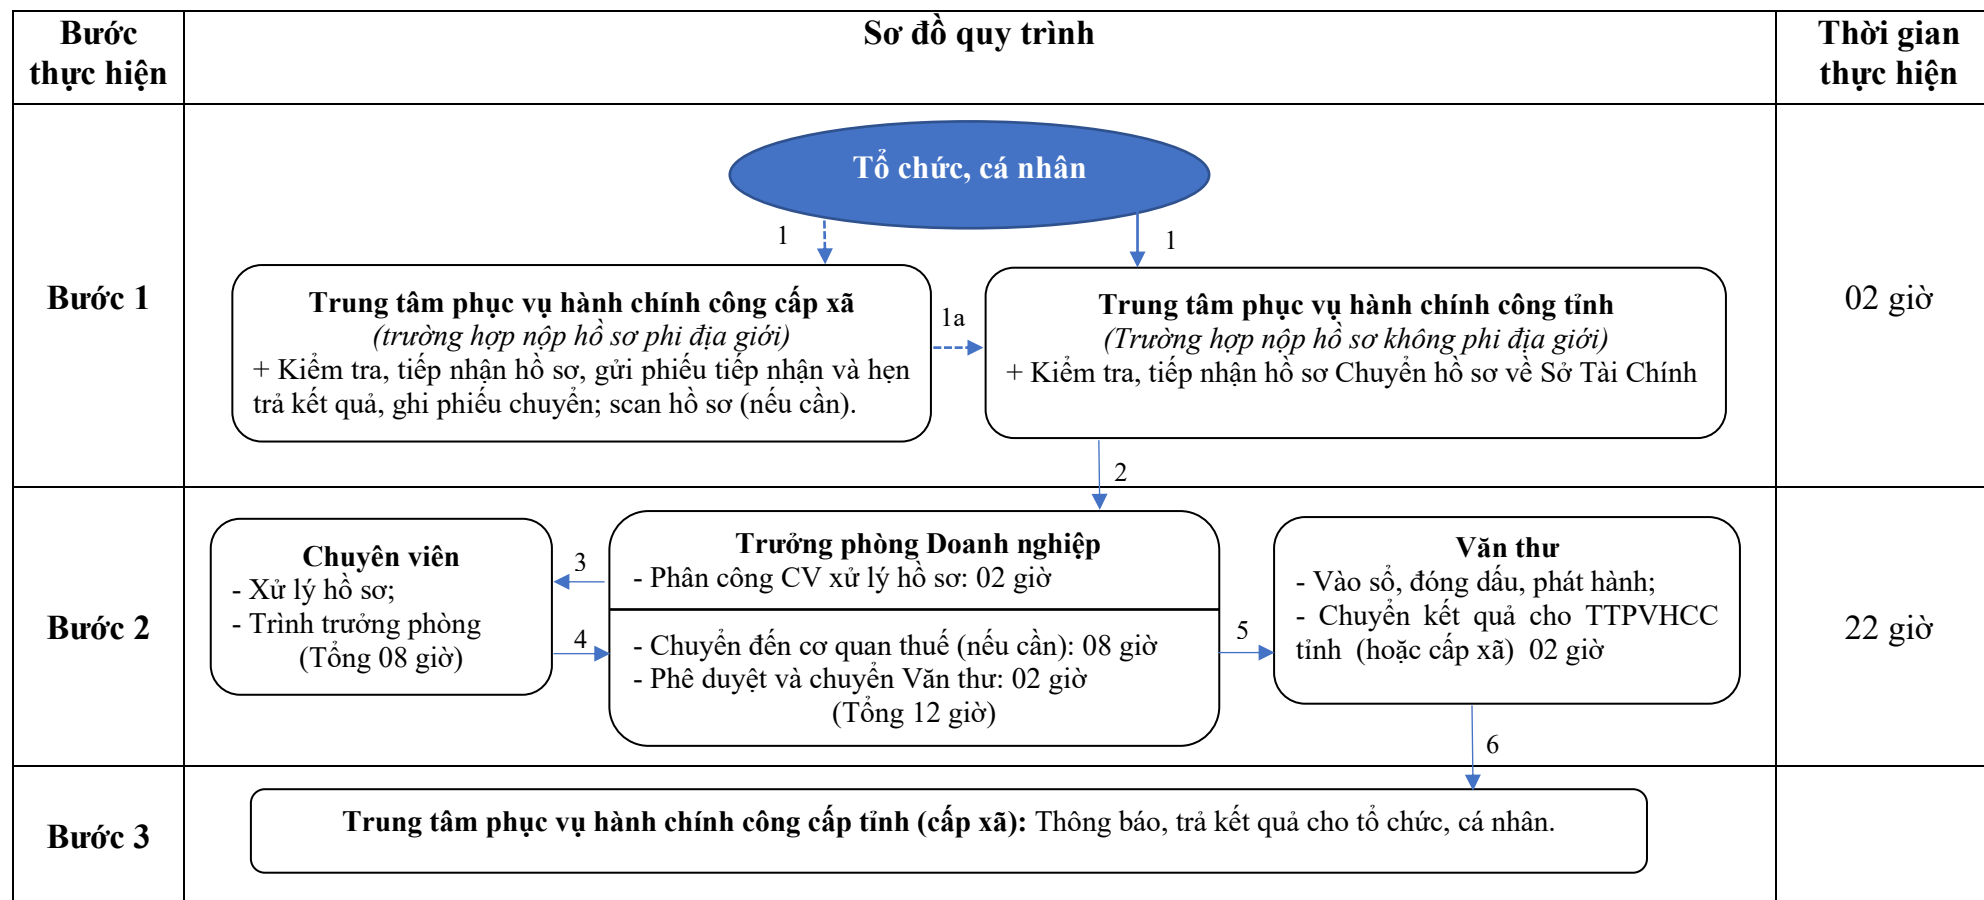 Bước
thực hiện
Sơ đồ quy trình
Thời gian
thực hiện
Bước 1
Tổ chức, cá nhân
1
1
Trung tâm phục vụ hành chính công cấp xã
(trường hợp nộp hồ sơ phi địa giới)
+ Kiểm tra, tiếp nhận hồ sơ, gửi phiếu tiếp nhận và hẹn
trả kết quả, ghi phiếu chuyển; scan hồ sơ (nếu cần).
1a
Trung tâm phục vụ hành chính công tỉnh
(Trường hợp nộp hồ sơ không phi địa giới)
+ Kiểm tra, tiếp nhận hồ sơ Chuyển hồ sơ về Sở Tài Chính
02 giờ
2
Bước 2
Chuyên viên
- Xử lý hồ sơ;
- Trình trưởng phòng
(Tổng 08 giờ)
3
4
Trưởng phòng Doanh nghiệp
- Phân công CV xử lý hồ sơ: 02 giờ
- Chuyển đến cơ quan thuế (nếu cần): 08 giờ
- Phê duyệt và chuyển Văn thư: 02 giờ
(Tổng 12 giờ)
5
Văn thư
- Vào sổ, đóng dấu, phát hành;
- Chuyển kết quả cho TTPVHCC
tỉnh (hoặc cấp xã) 02 giờ
22 giờ
6
Bước 3
Trung tâm phục vụ hành chính công cấp tỉnh (cấp xã): Thông báo, trả kết quả cho tổ chức, cá nhân.